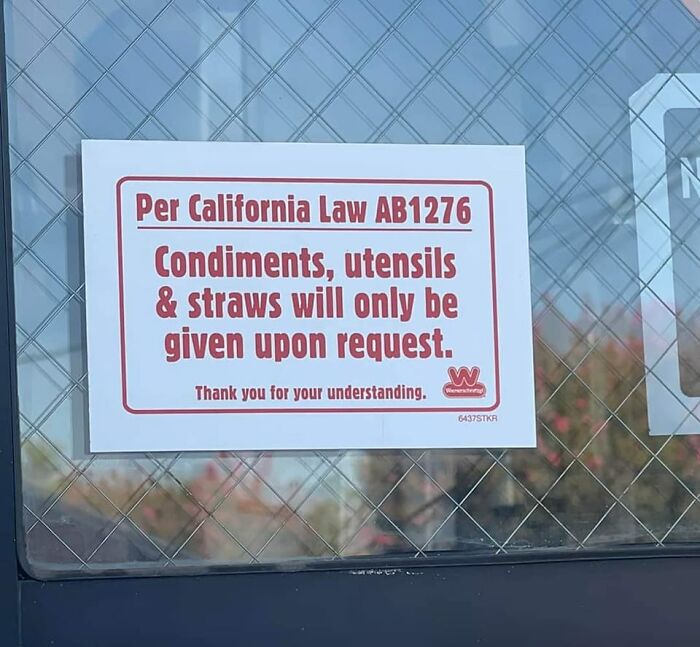 Per California Law AB1276
Condiments, utensils
& straws will only be
given upon request.
Thank you for your understanding.
W
Wienerschnitzel
6437STKR
N